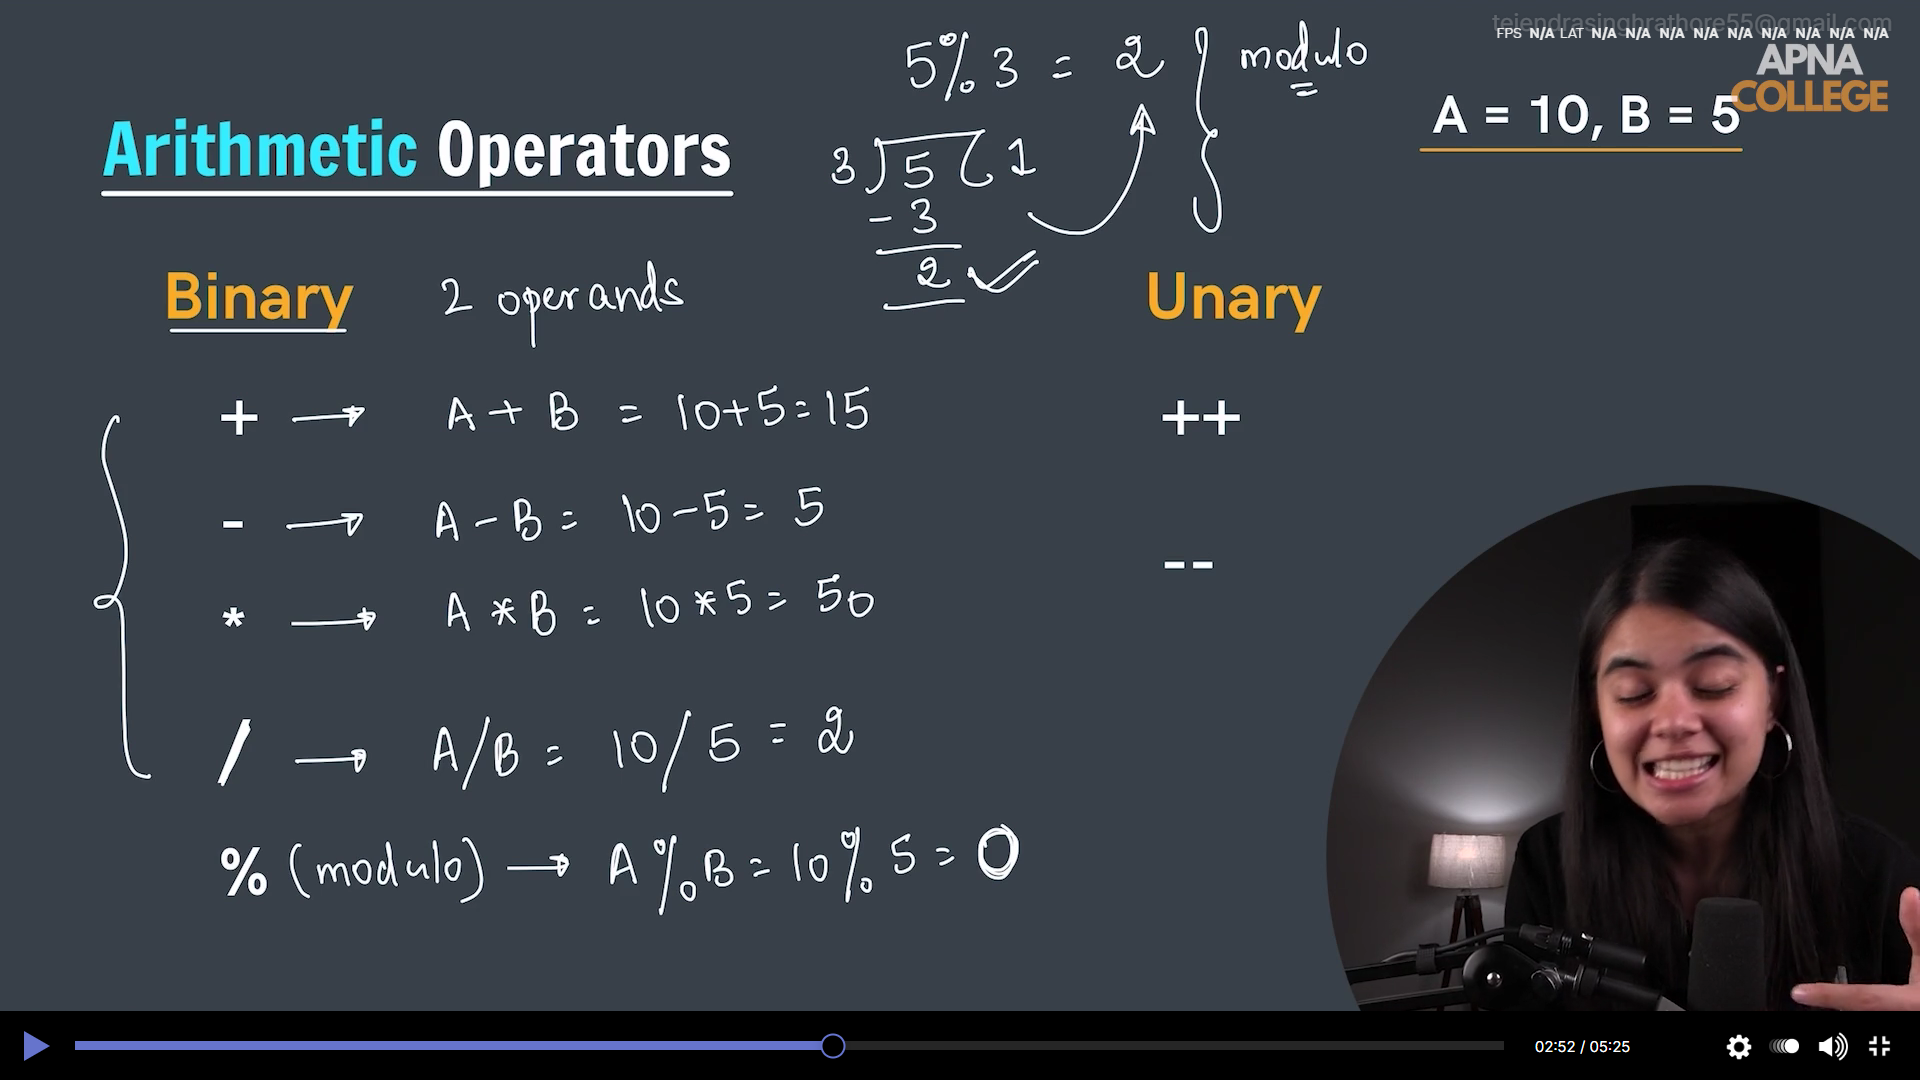 tejendrasinghrathore55@gmail.com
FPS N/A LAT N/A N/A N/A N/A N/A N/A N/A N/A N/A
APNA
COLLEGE
5%3 = 2 } modulo
A = 10, B = 5
Arithmetic Operators
3) 5 ( 1
- 3
2 ✓
Binary 2 operands
Unary
+ → A + B = 10+5=15
++
- → A - B = 10-5= 5
--
* → A * B = 10*5= 50
/ → A/B = 10/5 = 2
% (modulo) → A%B = 10%5 = 0
02:52 / 05:25